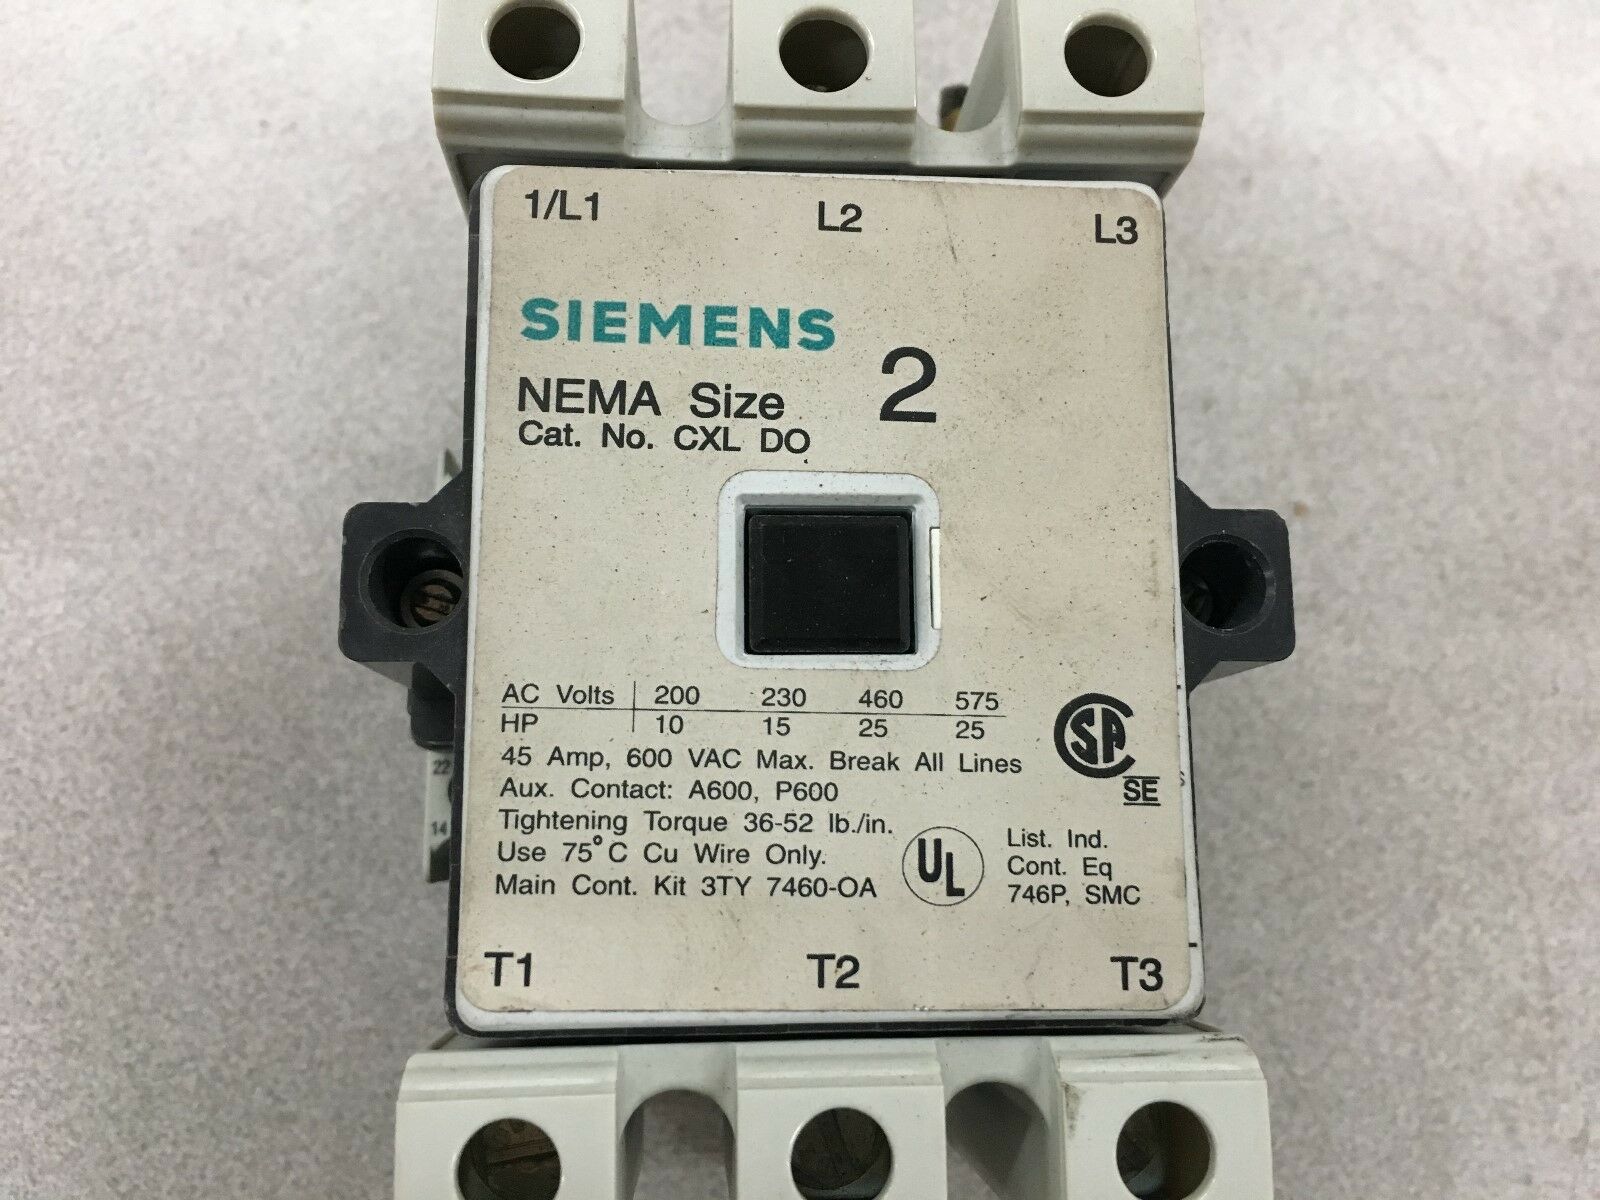 1/L1 L2 L3
SIEMENS
NEMA Size 2
Cat. No. CXL DO
AC Volts 200 230 460 575
HP 10 15 25 25
45 Amp, 600 VAC Max. Break All Lines
Aux. Contact: A600, P600
Tightening Torque 36-52 lb./in.
Use 75°C Cu Wire Only.
Main Cont. Kit 3TY 7460-OA
SA
SE
UL
List. Ind.
Cont. Eq
746P, SMC
T1 T2 T3
22
14